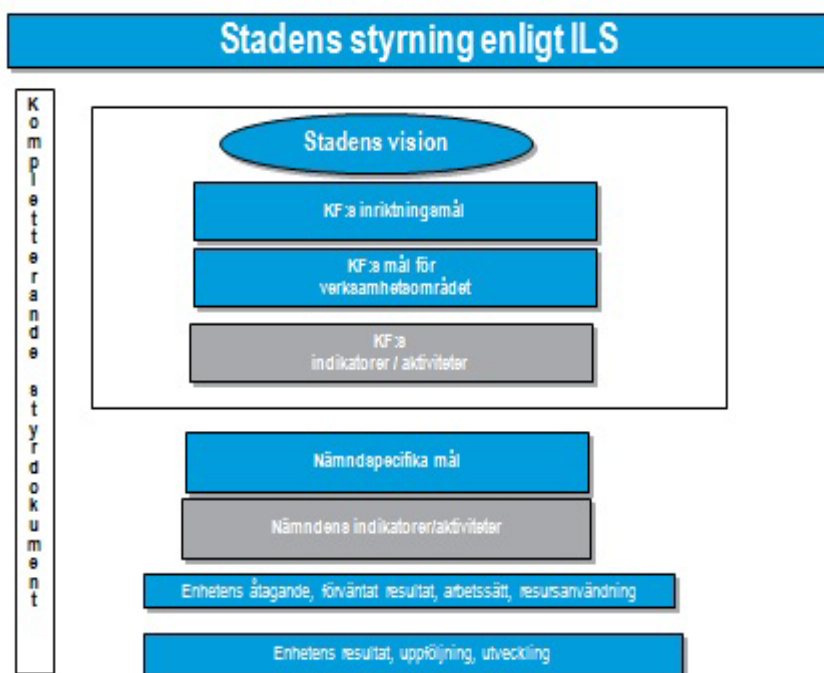 Stadens styrning enligt ILS
Kompletterande styrdokument
Stadens vision
KF:s inriktningsmål
KF:s mål för
verksamhetsområdet
KF:s
indikatorer / aktiviteter
Nämndspecifika mål
Nämndens indikatorer/aktiviteter
Enhetens åtagande, förväntat resultat, arbetssätt, resursanvändning
Enhetens resultat, uppföljning, utveckling